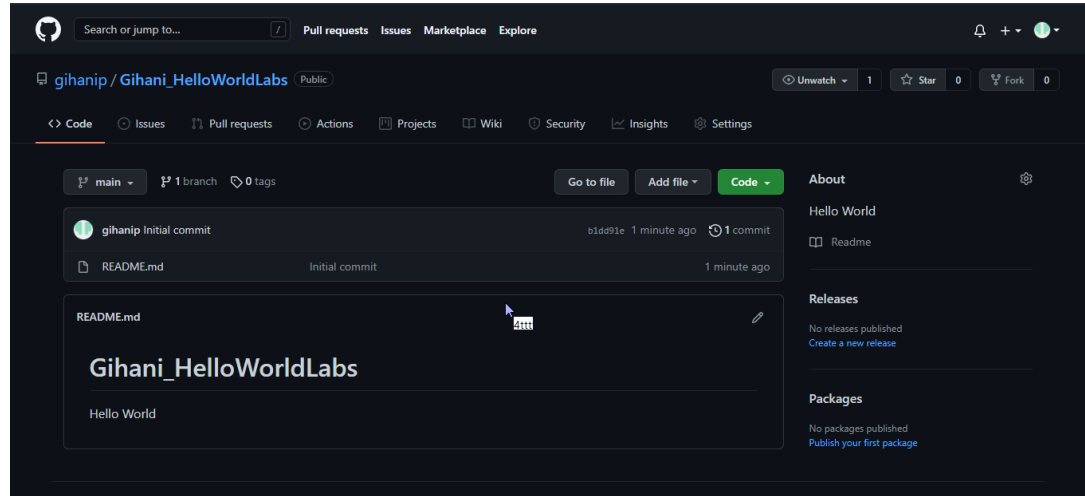 Search or jump to... / Pull requests Issues Marketplace Explore
gihanip / Gihani_HelloWorldLabs Public Unwatch 1 Star 0 Fork 0
Code Issues Pull requests Actions Projects Wiki Security Insights Settings
main 1 branch 0 tags Go to file Add file Code
gihanip Initial commit b1dd91e 1 minute ago 1 commit
README.md Initial commit 1 minute ago
README.md
4ttt
Gihani_HelloWorldLabs
Hello World
About
Hello World
Readme
Releases
No releases published
Create a new release
Packages
No packages published
Publish your first package